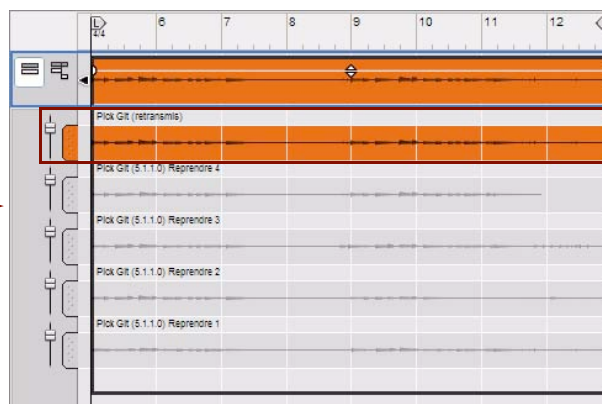 L 6 7 8 9 10 11 12
4/4
Pick Git (retransmis)
Pick Git (5.1.1.0) Reprendre 4
Pick Git (5.1.1.0) Reprendre 3
Pick Git (5.1.1.0) Reprendre 2
Pick Git (5.1.1.0) Reprendre 1